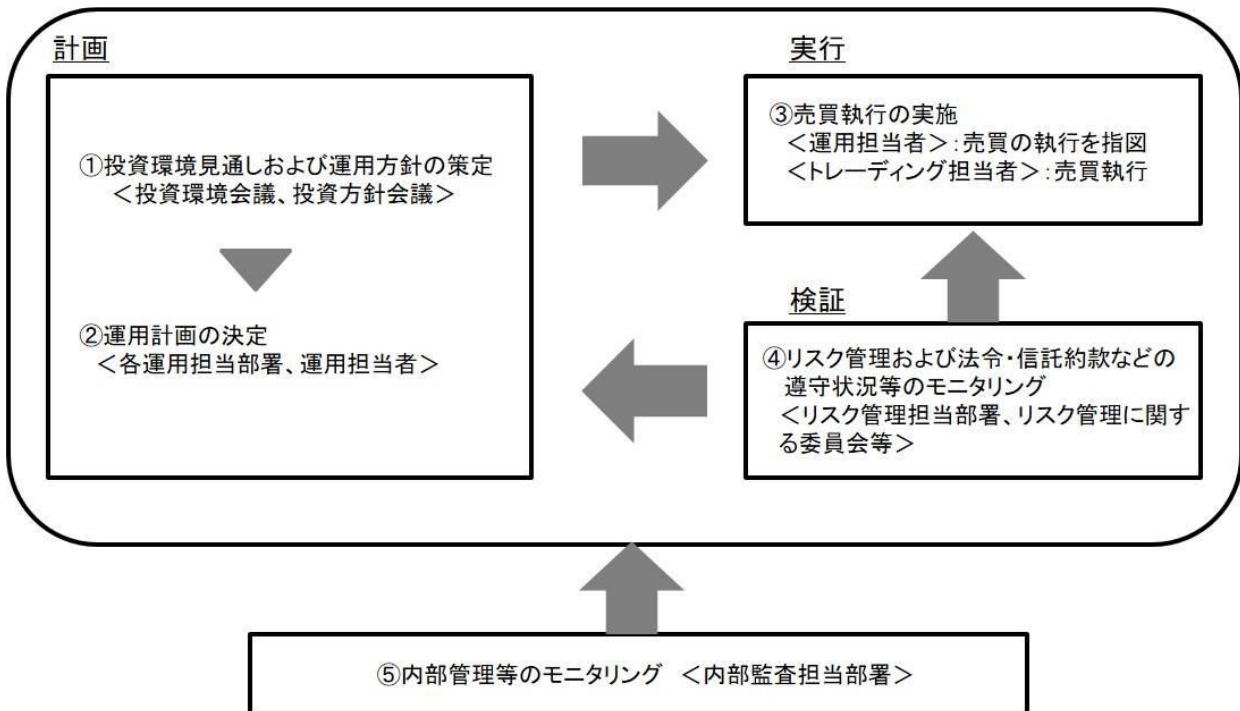 計画
①投資環境見通しおよび運用方針の策定
<投資環境会議、投資方針会議>
②運用計画の決定
<各運用担当部署、運用担当者>
実行
③売買執行の実施
<運用担当者>:売買の執行を指図
<トレーディング担当者>:売買執行
検証
④リスク管理および法令・信託約款などの
遵守状況等のモニタリング
<リスク管理担当部署、リスク管理に関す
る委員会等>
⑤内部管理等のモニタリング <内部監査担当部署>